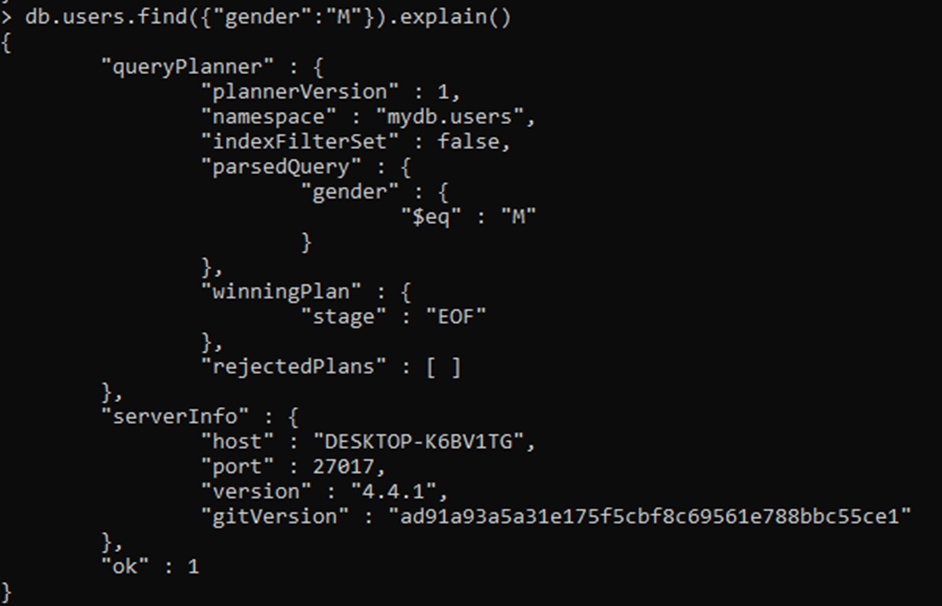 > db.users.find({"gender":"M"}).explain()
{
        "queryPlanner" : {
                "plannerVersion" : 1,
                "namespace" : "mydb.users",
                "indexFilterSet" : false,
                "parsedQuery" : {
                        "gender" : {
                                "$eq" : "M"
                        }
                },
                "winningPlan" : {
                        "stage" : "EOF"
                },
                "rejectedPlans" : [ ]
        },
        "serverInfo" : {
                "host" : "DESKTOP-K6BV1TG",
                "port" : 27017,
                "version" : "4.4.1",
                "gitVersion" : "ad91a93a5a31e175f5cbf8c69561e788bbc55ce1"
        },
        "ok" : 1
}